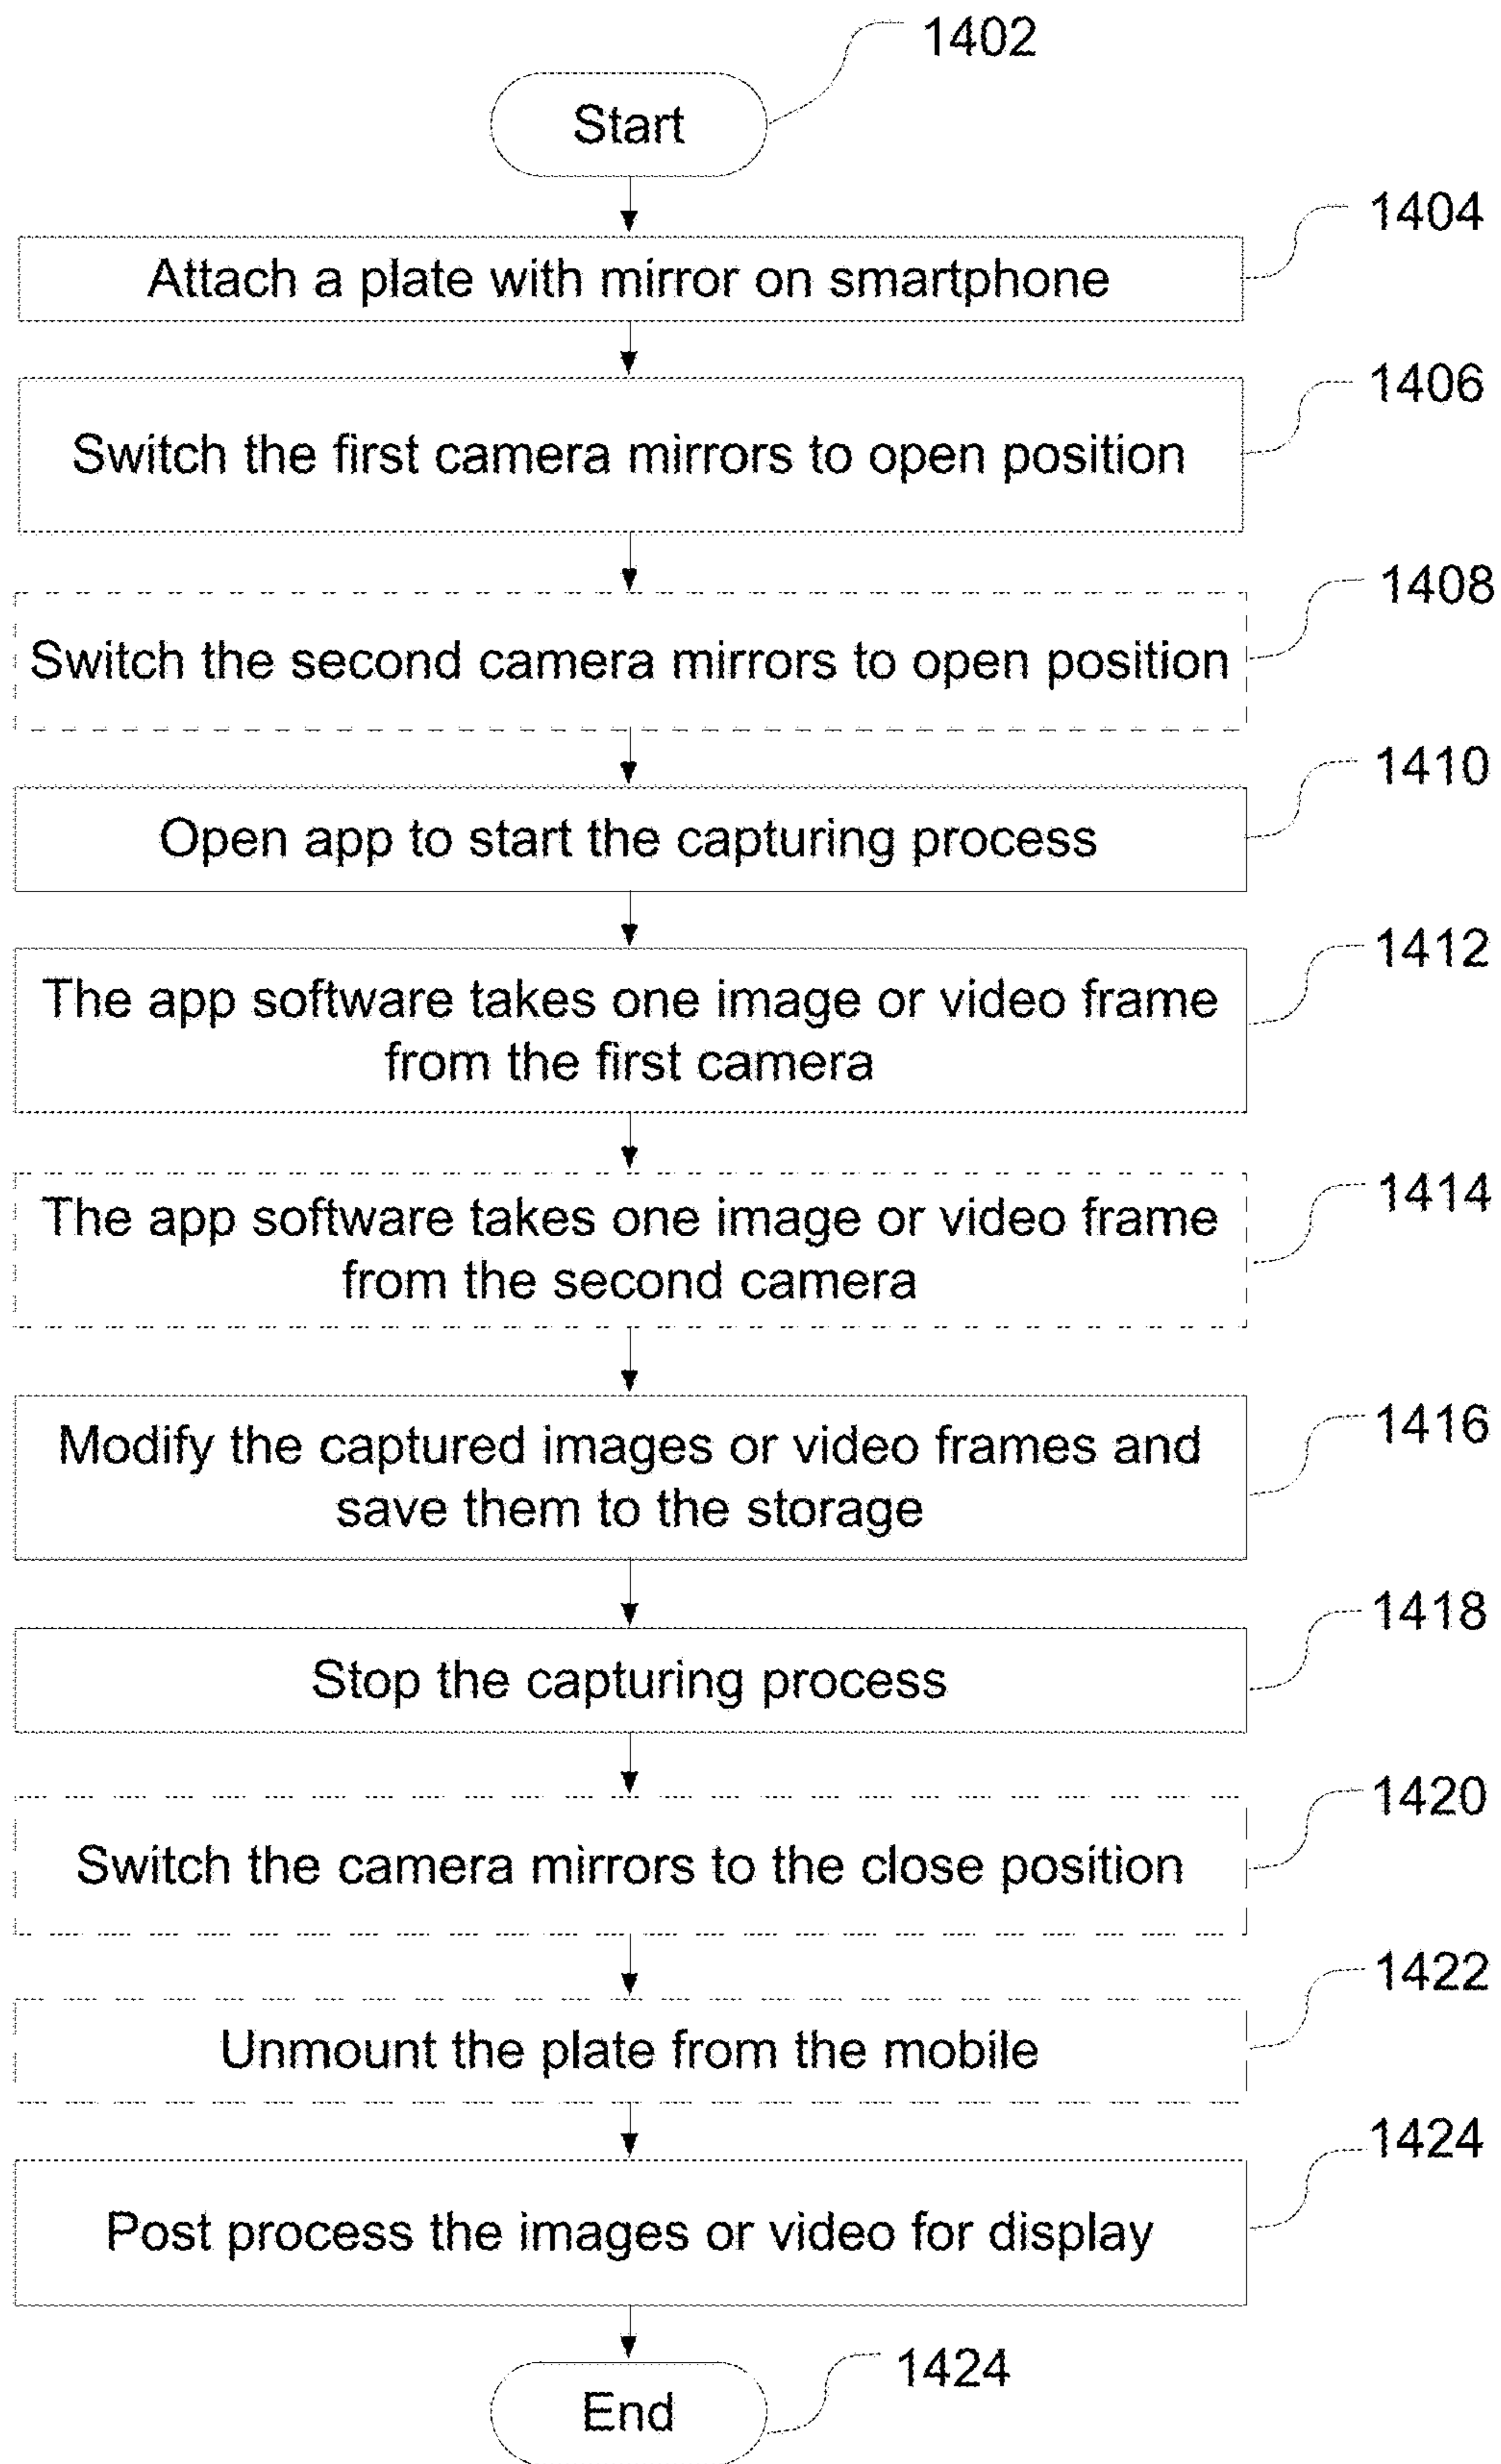 1402
Start
1404
Attach a plate with mirror on smartphone
1406
Switch the first camera mirrors to open position
1408
Switch the second camera mirrors to open position
1410
Open app to start the capturing process
1412
The app software takes one image or video frame
from the first camera
1414
The app software takes one image or video frame
from the second camera
1416
Modify the captured images or video frames and
save them to the storage
1418
Stop the capturing process
1420
Switch the camera mirrors to the close position
1422
Unmount the plate from the mobile
1424
Post process the images or video for display
1424
End